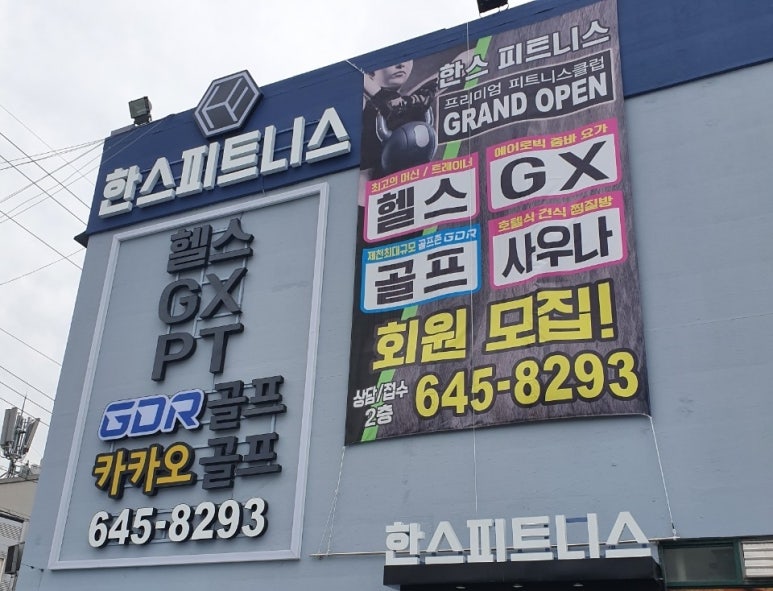 한스피트니스
헬스
GX
PT
GDR 골프
카카오 골프
645-8293
한스 피트니스
프리미엄 피트니스클럽
GRAND OPEN
최고의 머신 / 트레이너
헬스
에어로빅 줌바 요가
GX
제천최대규모 골프존 GDR
골프
호텔식 건식 찜질방
사우나
회원 모집!
상담/접수
2층
645-8293
한스피트니스